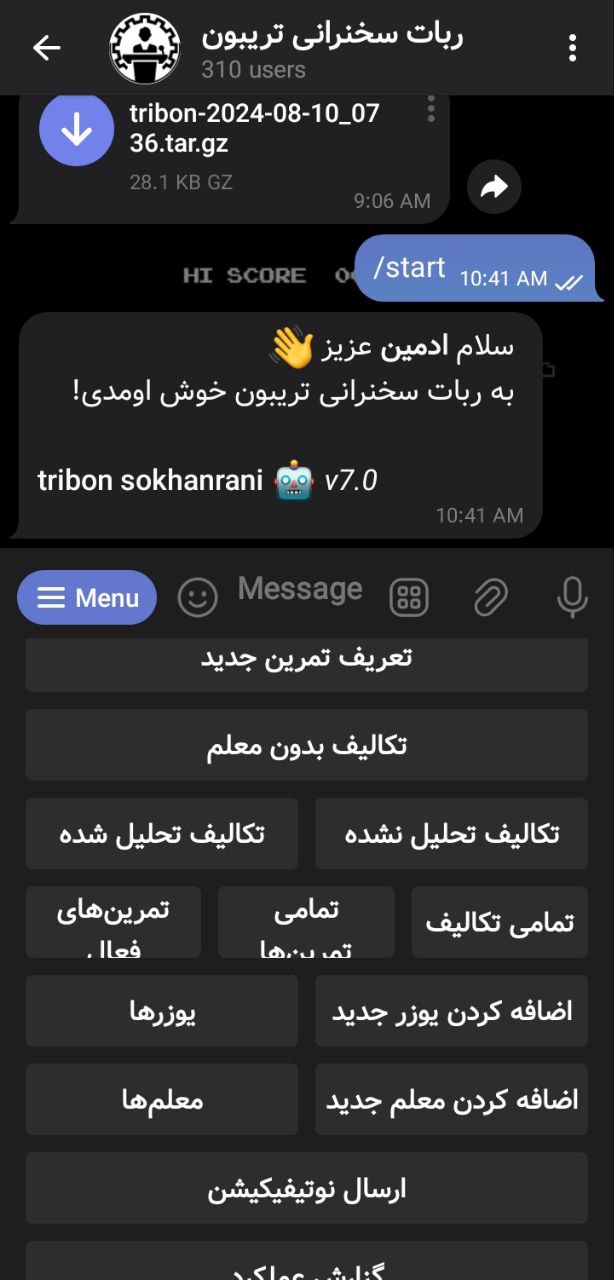 ربات سخنرانی تریبون
310 users
tribon-2024-08-10_07
36.tar.gz
28.1 KB GZ
9:06 AM
HI SCORE
/start 10:41 AM
سلام ادمین عزیز 👋
به ربات سخنرانی تریبون خوش اومدی!
tribon sokhanrani 🤖 v7.0
10:41 AM
Menu
Message
تعریف تمرین جدید
تکالیف بدون معلم
تکالیف تحلیل نشده
تکالیف تحلیل شده
تمامی تکالیف
تمامی
تمرین‌ها
تمرین‌های
فعال
اضافه کردن یوزر جدید
یوزرها
اضافه کردن معلم جدید
معلم‌ها
ارسال نوتیفیکیشن
گزارش عملکرد